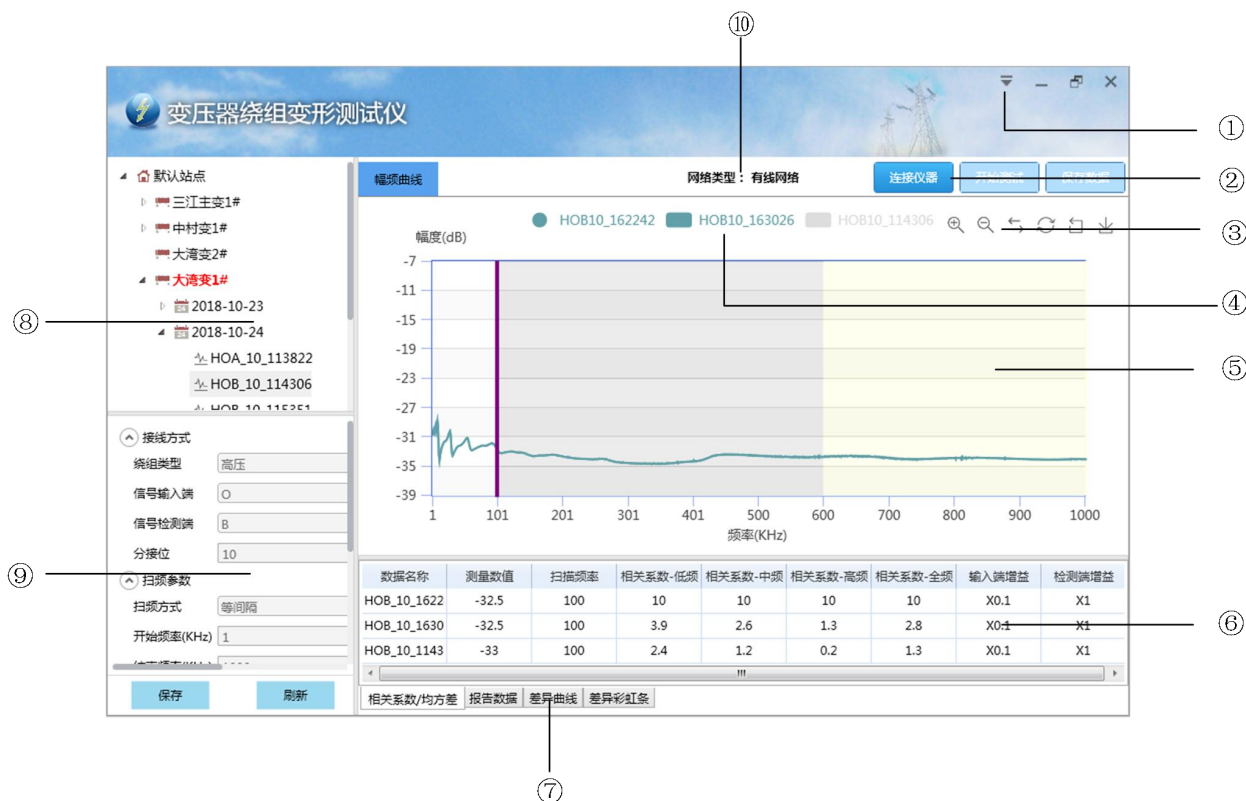 ⑩
变压器绕组变形测试仪
①
默认站点
三江主变1#
中村变1#
大湾变2#
大湾变1#
2018-10-23
2018-10-24
HOA_10_113822
HOB_10_114306
HOB_10_115351
⑧
幅频曲线
网络类型：有线网络
连接仪器
开始测试
保存数据
②
HOB10_162242
HOB10_163026
HOB10_114306
③
④
⑤
幅度(dB)
-7
-11
-15
-19
-23
-27
-31
-35
-39
1 101 201 301 401 500 600 700 800 900 1000
频率(KHz)
接线方式
绕组类型 高压
信号输入端 O
信号检测端 B
分接位 10
⑨
扫频参数
扫频方式 等间隔
开始频率(KHz) 1
保存 刷新
数据名称 测量数值 扫描频率 相关系数-低频 相关系数-中频 相关系数-高频 相关系数-全频 输入端增益 检测端增益
HOB_10_1622 -32.5 100 10 10 10 10 X0.1 X1
HOB_10_1630 -32.5 100 3.9 2.6 1.3 2.8 X0.1 X1
HOB_10_1143 -33 100 2.4 1.2 0.2 1.3 X0.1 X1
⑥
相关系数/均方差 报告数据 差异曲线 差异彩虹条
⑦